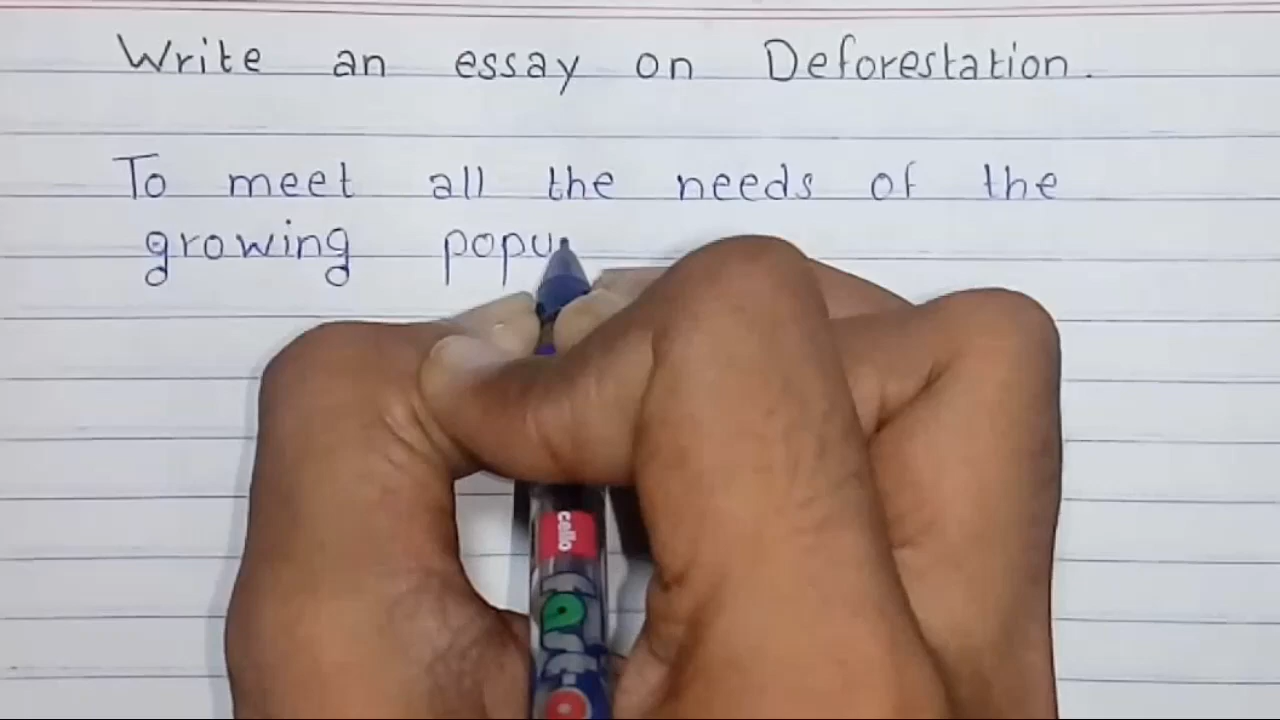 Write an essay on Deforestation.
To meet all the needs of the
growing popu
cello